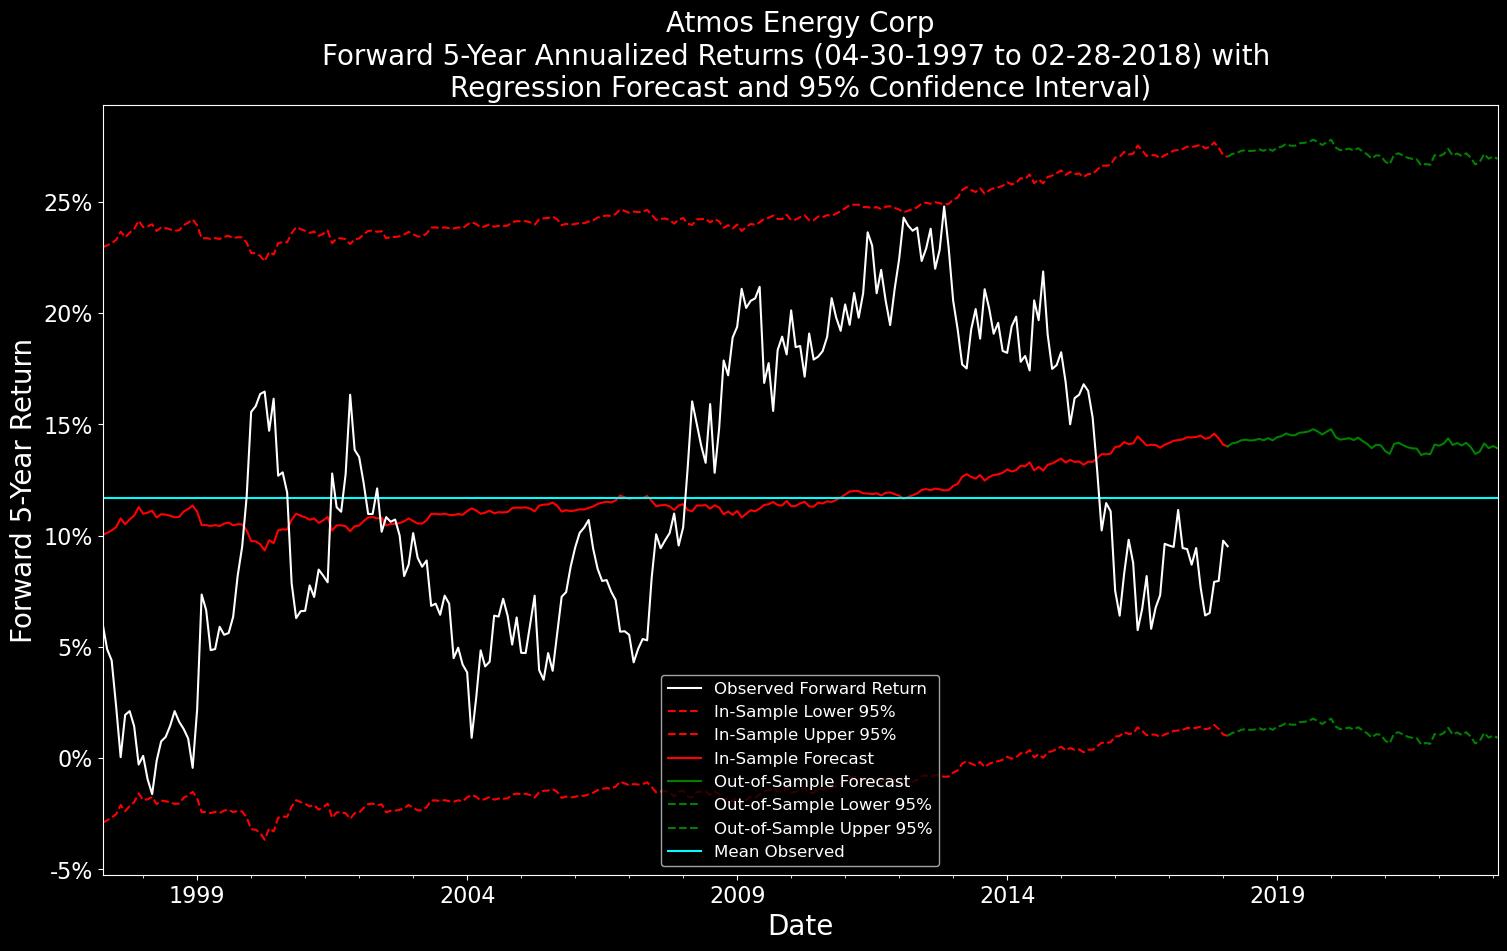 Atmos Energy Corp
Forward 5-Year Annualized Returns (04-30-1997 to 02-28-2018) with
Regression Forecast and 95% Confidence Interval)
Forward 5-Year Return
25%
20%
15%
10%
5%
0%
-5%
Observed Forward Return
In-Sample Lower 95%
In-Sample Upper 95%
In-Sample Forecast
Out-of-Sample Forecast
Out-of-Sample Lower 95%
Out-of-Sample Upper 95%
Mean Observed
1999 2004 2009 2014 2019
Date